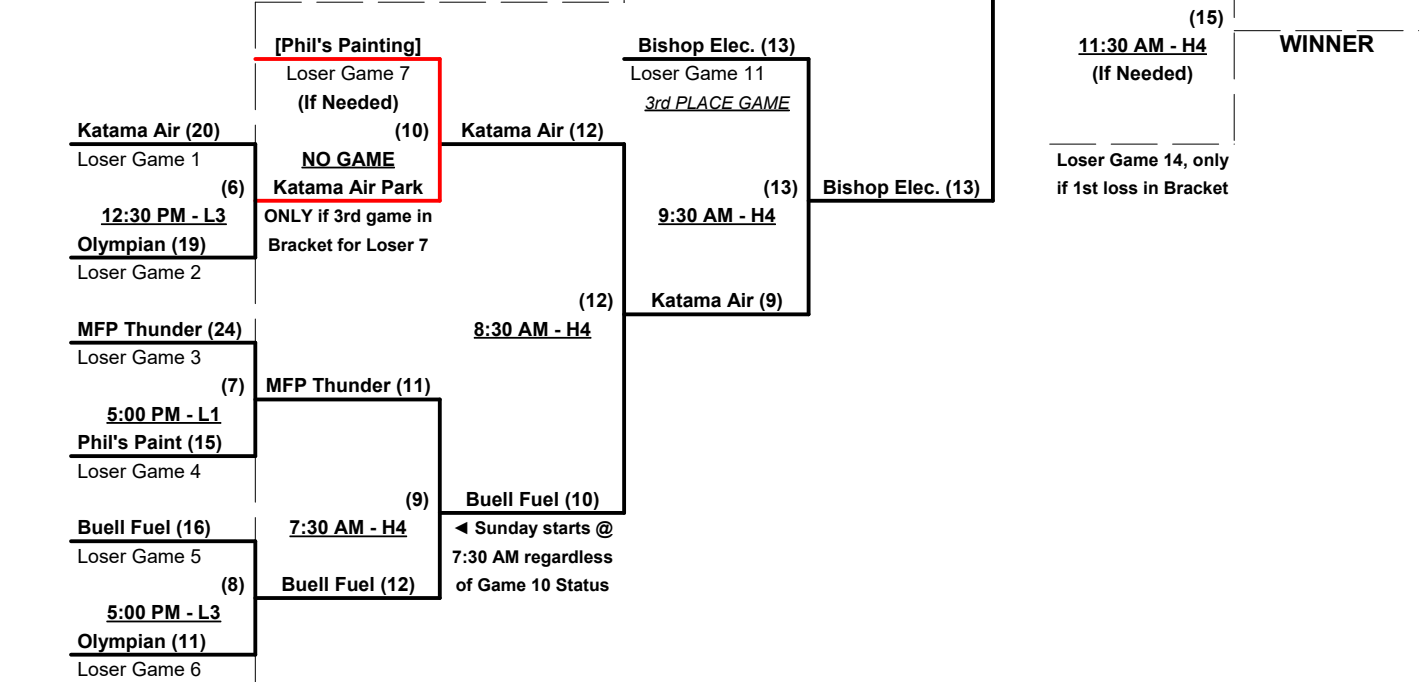 (15)
[Phil's Painting]
Bishop Elec. (13)
11:30 AM - H4
WINNER
Loser Game 7
Loser Game 11
(If Needed)
(If Needed)
3rd PLACE GAME
Katama Air (20)
(10)
Katama Air (12)
Loser Game 1
NO GAME
Loser Game 14, only
(6)
Katama Air Park
(13)
Bishop Elec. (13)
if 1st loss in Bracket
12:30 PM - L3
ONLY if 3rd game in
9:30 AM - H4
Olympian (19)
Bracket for Loser 7
Loser Game 2
(12)
Katama Air (9)
MFP Thunder (24)
8:30 AM - H4
Loser Game 3
(7)
MFP Thunder (11)
5:00 PM - L1
Phil's Paint (15)
Loser Game 4
(9)
Buell Fuel (10)
Buell Fuel (16)
7:30 AM - H4
◄ Sunday starts @
Loser Game 5
7:30 AM regardless
(8)
Buell Fuel (12)
of Game 10 Status
5:00 PM - L3
Olympian (11)
Loser Game 6